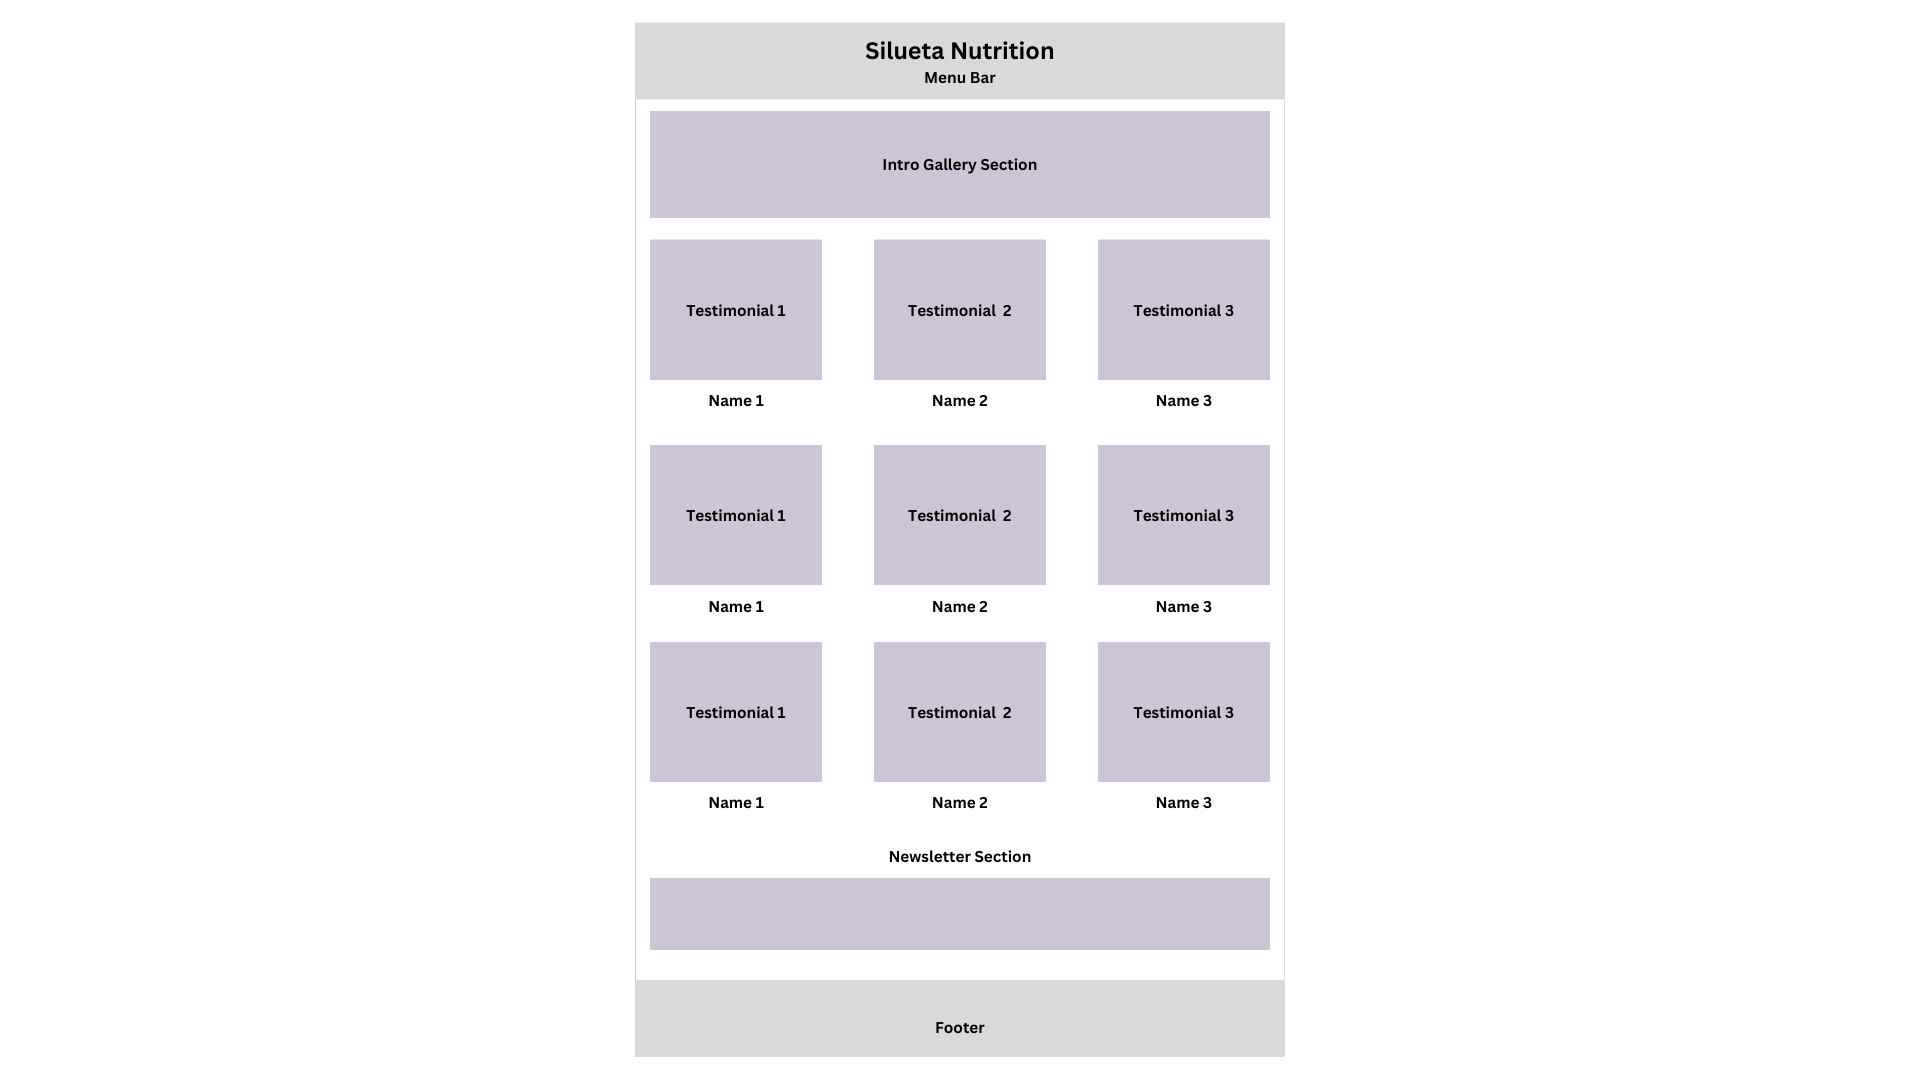 Silueta Nutrition
Menu Bar
Intro Gallery Section
Testimonial 1
Testimonial  2
Testimonial 3
Name 1
Name 2
Name 3
Testimonial 1
Testimonial  2
Testimonial 3
Name 1
Name 2
Name 3
Testimonial 1
Testimonial  2
Testimonial 3
Name 1
Name 2
Name 3
Newsletter Section
Footer